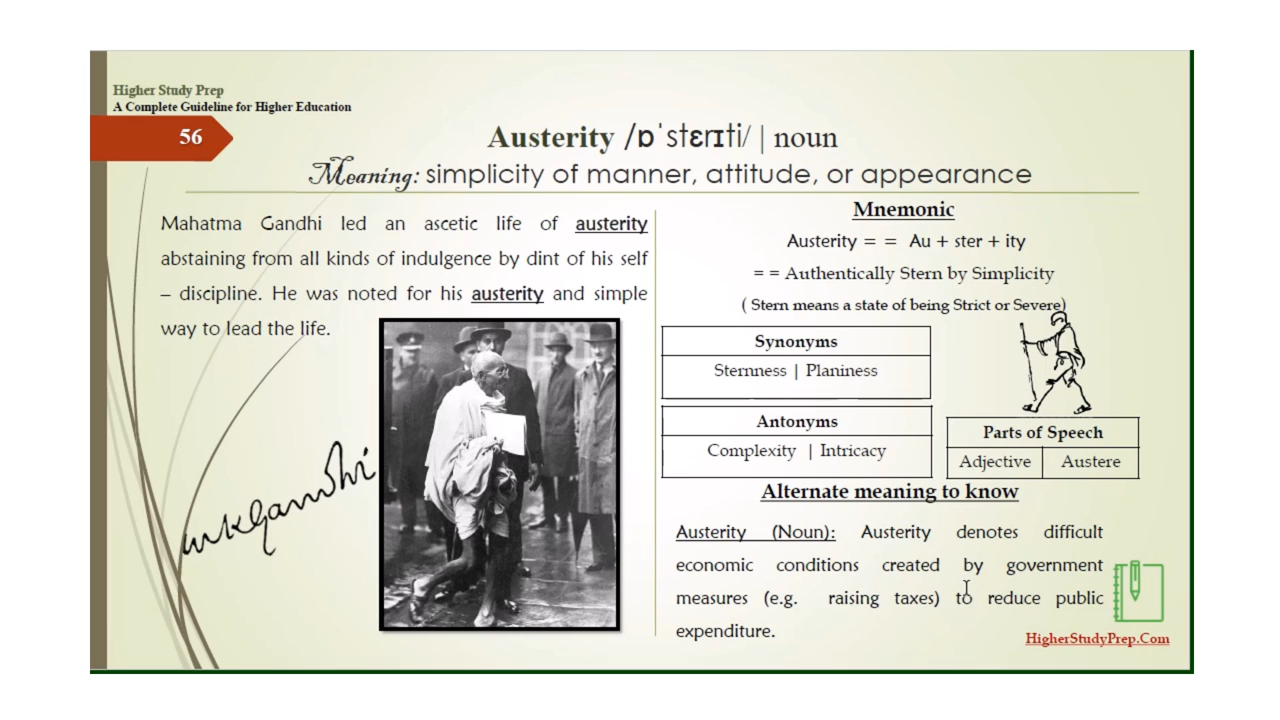 Higher Study Prep
A Complete Guideline for Higher Education
56
Austerity /ɒˈstɛrɪti/ | noun
Meaning: simplicity of manner, attitude, or appearance
Mahatma Gandhi led an ascetic life of austerity
abstaining from all kinds of indulgence by dint of his self
– discipline. He was noted for his austerity and simple
way to lead the life.
mkgandhi
Mnemonic
Austerity = = Au + ster + ity
= = Authentically Stern by Simplicity
( Stern means a state of being Strict or Severe)
Synonyms
Sternness | Planiness
Antonyms
Complexity | Intricacy
Parts of Speech
Adjective Austere
Alternate meaning to know
Austerity (Noun): Austerity denotes difficult
economic conditions created by government
measures (e.g. raising taxes) to reduce public
expenditure.
HigherStudyPrep.Com